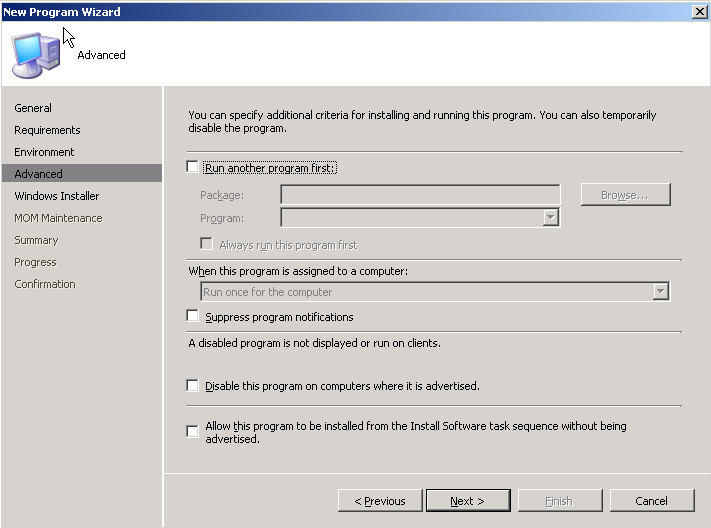 New Program Wizard
Advanced
General
Requirements
Environment
Advanced
Windows Installer
MOM Maintenance
Summary
Progress
Confirmation
You can specify additional criteria for installing and running this program. You can also temporarily
disable the program.
Run another program first:
Package:
Browse...
Program:
Always run this program first
When this program is assigned to a computer:
Run once for the computer
Suppress program notifications
A disabled program is not displayed or run on clients.
Disable this program on computers where it is advertised.
Allow this program to be installed from the Install Software task sequence without being
advertised.
< Previous
Next >
Finish
Cancel